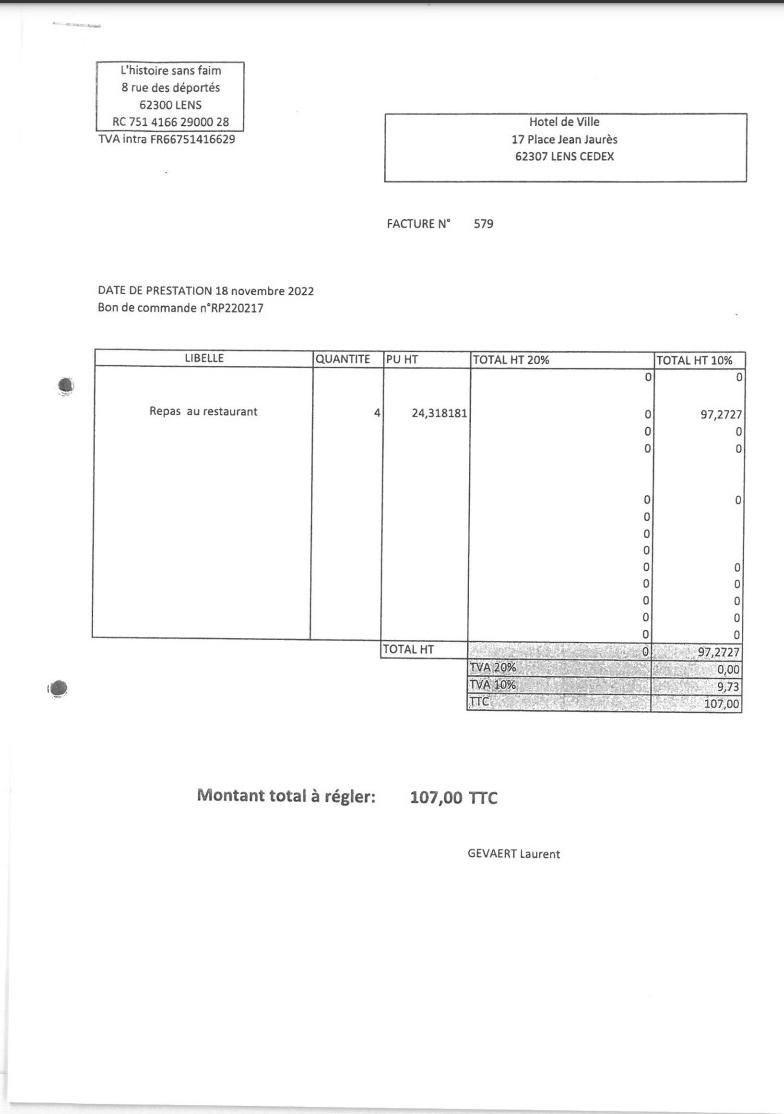 L'histoire sans faim
8 rue des déportés
62300 LENS
RC 751 4166 29000 28
TVA intra FR66751416629
Hotel de Ville
17 Place Jean Jaurès
62307 LENS CEDEX
FACTURE N° 579
DATE DE PRESTATION 18 novembre 2022
Bon de commande n°RP220217
LIBELLE QUANTITE PU HT TOTAL HT 20% TOTAL HT 10%
0 0
Repas au restaurant 4 24,318181 0 97,2727
0 0
0 0
0 0
0
0
0
0 0
0 0
0 0
0 0
0 0
TOTAL HT 0 97,2727
TVA 20% 0,00
TVA 10% 9,73
TTC 107,00
Montant total à régler: 107,00 TTC
GEVAERT Laurent